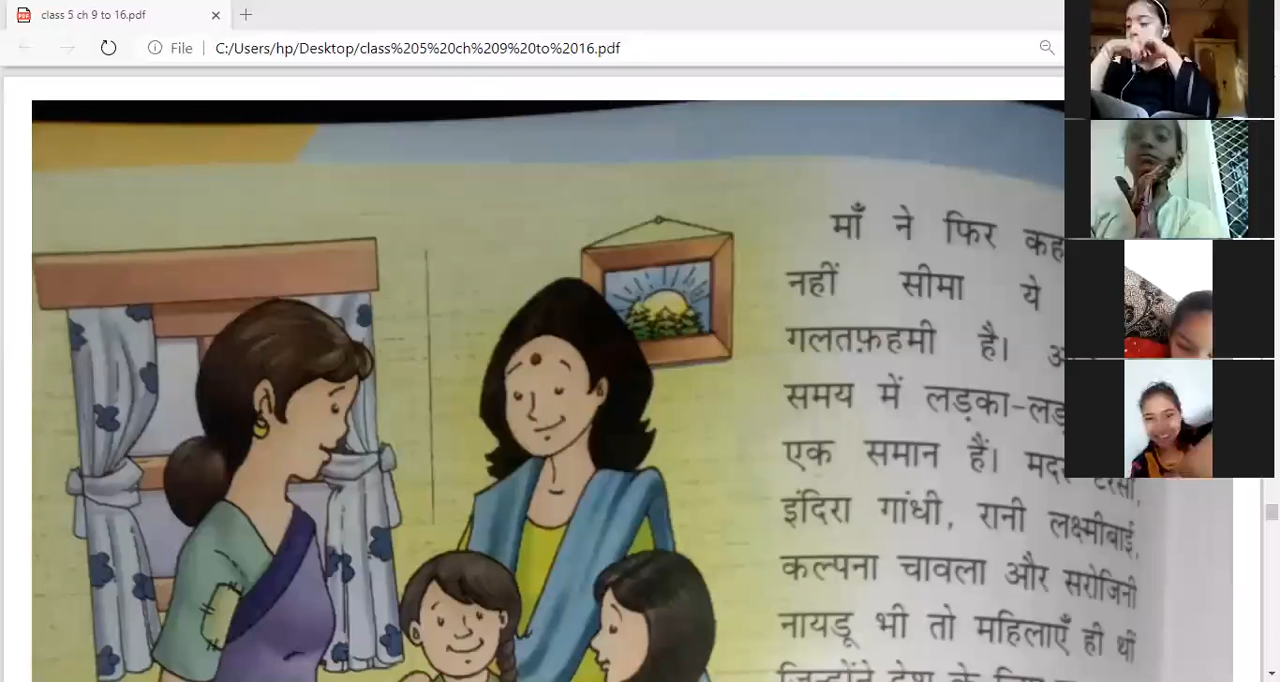 class 5 ch 9 to 16.pdf
File
C:/Users/hp/Desktop/class%205%20ch%209%20to%2016.pdf
माँ ने फिर
नहीं सीमा ये
गलतफ़हमी है।
समय में लड़का-
एक समान हैं।
इंदिरा गांधी, रानी लक्ष्मीबाई,
कल्पना चावला और सरोजिनी
नायडू भी तो महिलाएँ ही थीं